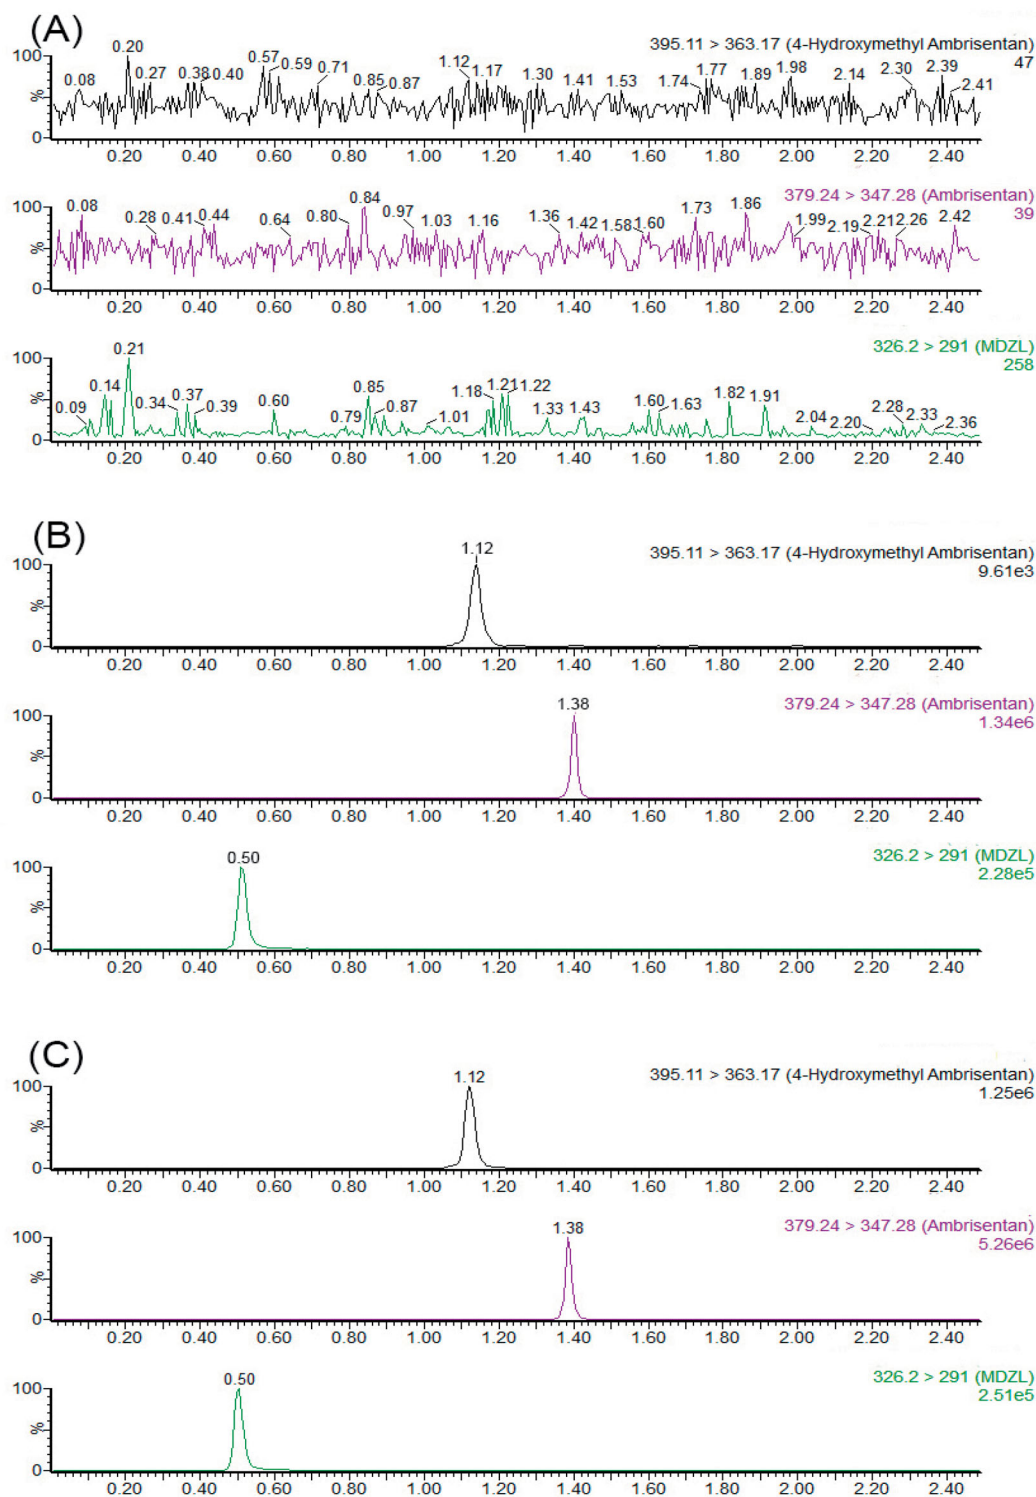 (A)
395.11 > 363.17 (4-Hydroxymethyl Ambrisentan)
47
100
%
0
0.08 0.20 0.27 0.38 0.40 0.57 0.59 0.71 0.85 0.87 1.12 1.17 1.30 1.41 1.53 1.74 1.77 1.89 1.98 2.14 2.30 2.39 2.41
0.20 0.40 0.60 0.80 1.00 1.20 1.40 1.60 1.80 2.00 2.20 2.40
379.24 > 347.28 (Ambrisentan)
39
100
%
0
0.08 0.28 0.41 0.44 0.64 0.80 0.84 0.97 1.03 1.16 1.36 1.42 1.58 1.60 1.73 1.86 1.99 2.19 2.21 2.26 2.42
0.20 0.40 0.60 0.80 1.00 1.20 1.40 1.60 1.80 2.00 2.20 2.40
326.2 > 291 (MDZL)
258
100
%
0
0.09 0.14 0.21 0.34 0.37 0.39 0.60 0.79 0.85 0.87 1.01 1.18 1.21 1.22 1.33 1.43 1.60 1.63 1.82 1.91 2.04 2.20 2.28 2.33 2.36
0.20 0.40 0.60 0.80 1.00 1.20 1.40 1.60 1.80 2.00 2.20 2.40
(B)
395.11 > 363.17 (4-Hydroxymethyl Ambrisentan)
9.61e3
100
%
0
1.12
0.20 0.40 0.60 0.80 1.00 1.20 1.40 1.60 1.80 2.00 2.20 2.40
379.24 > 347.28 (Ambrisentan)
1.34e6
100
%
0
1.38
0.20 0.40 0.60 0.80 1.00 1.20 1.40 1.60 1.80 2.00 2.20 2.40
326.2 > 291 (MDZL)
2.28e5
100
%
0
0.50
0.20 0.40 0.60 0.80 1.00 1.20 1.40 1.60 1.80 2.00 2.20 2.40
(C)
395.11 > 363.17 (4-Hydroxymethyl Ambrisentan)
1.25e6
100
%
0
1.12
0.20 0.40 0.60 0.80 1.00 1.20 1.40 1.60 1.80 2.00 2.20 2.40
379.24 > 347.28 (Ambrisentan)
5.26e6
100
%
0
1.38
0.20 0.40 0.60 0.80 1.00 1.20 1.40 1.60 1.80 2.00 2.20 2.40
326.2 > 291 (MDZL)
2.51e5
100
%
0
0.50
0.20 0.40 0.60 0.80 1.00 1.20 1.40 1.60 1.80 2.00 2.20 2.40